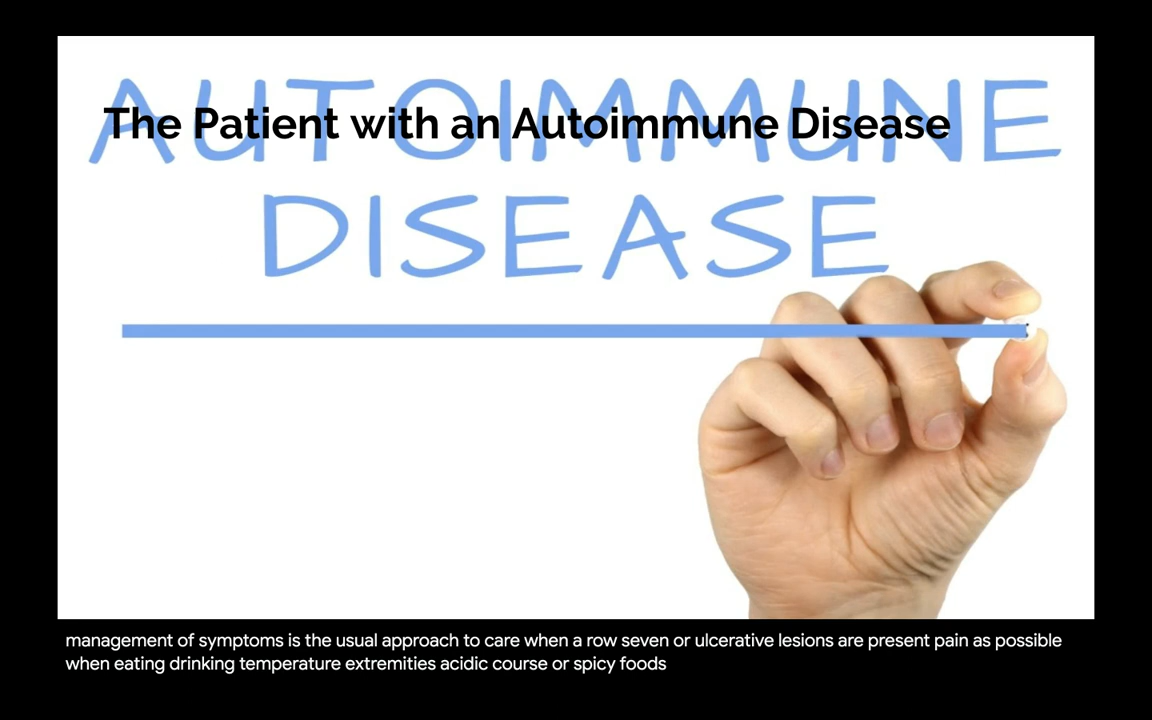 The Patient with an Autoimmune Disease
AUTOIMMUNE
DISEASE
management of symptoms is the usual approach to care when a row seven or ulcerative lesions are present pain as possible
when eating drinking temperature extremities acidic course or spicy foods